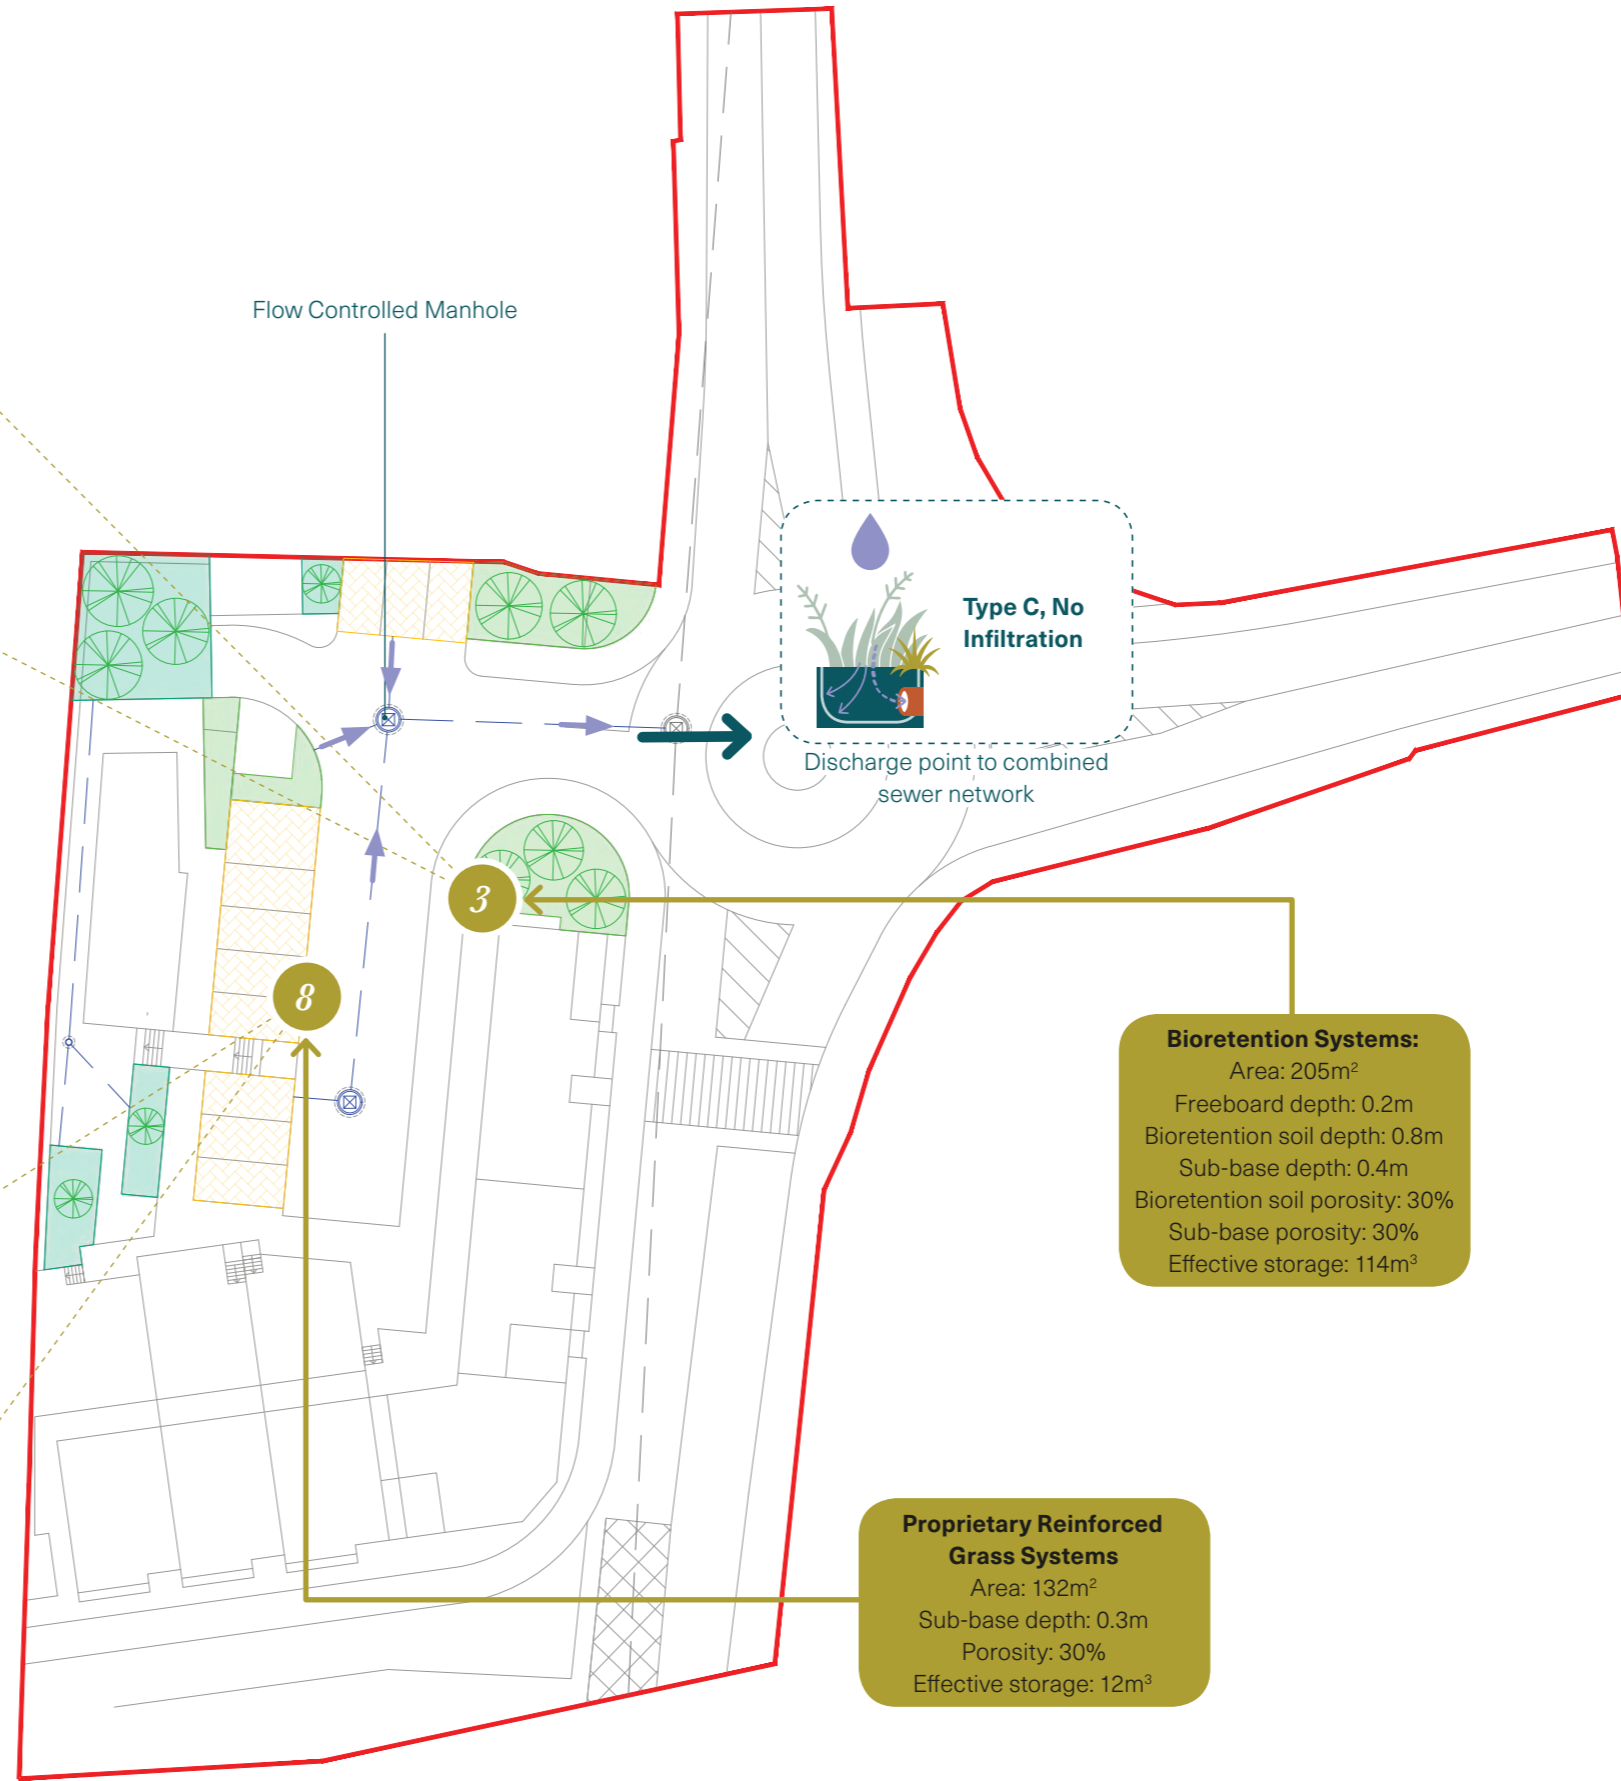 Flow Controlled Manhole
Type C, No
Infiltration
Discharge point to combined
sewer network
3
8
Bioretention Systems:
Area: 205m²
Freeboard depth: 0.2m
Bioretention soil depth: 0.8m
Sub-base depth: 0.4m
Bioretention soil porosity: 30%
Sub-base porosity: 30%
Effective storage: 114m³
Proprietary Reinforced
Grass Systems
Area: 132m²
Sub-base depth: 0.3m
Porosity: 30%
Effective storage: 12m³